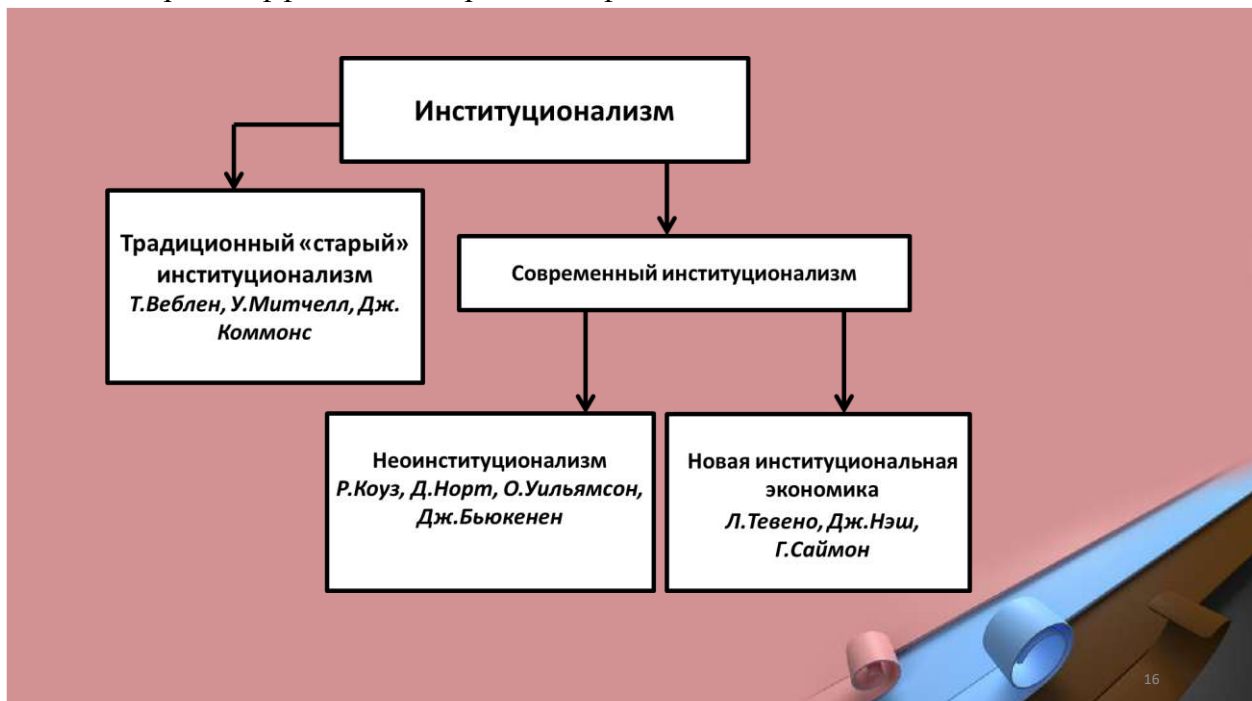 Институционализм
Традиционный «старый»
институционализм
Т.Веблен, У.Митчелл, Дж.
Коммонс
Современный институционализм
Неоинституционализм
Р.Коуз, Д.Норт, О.Уильямсон,
Дж.Бьюкенен
Новая институциональная
экономика
Л.Тевено, Дж.Нэш,
Г.Саймон
16